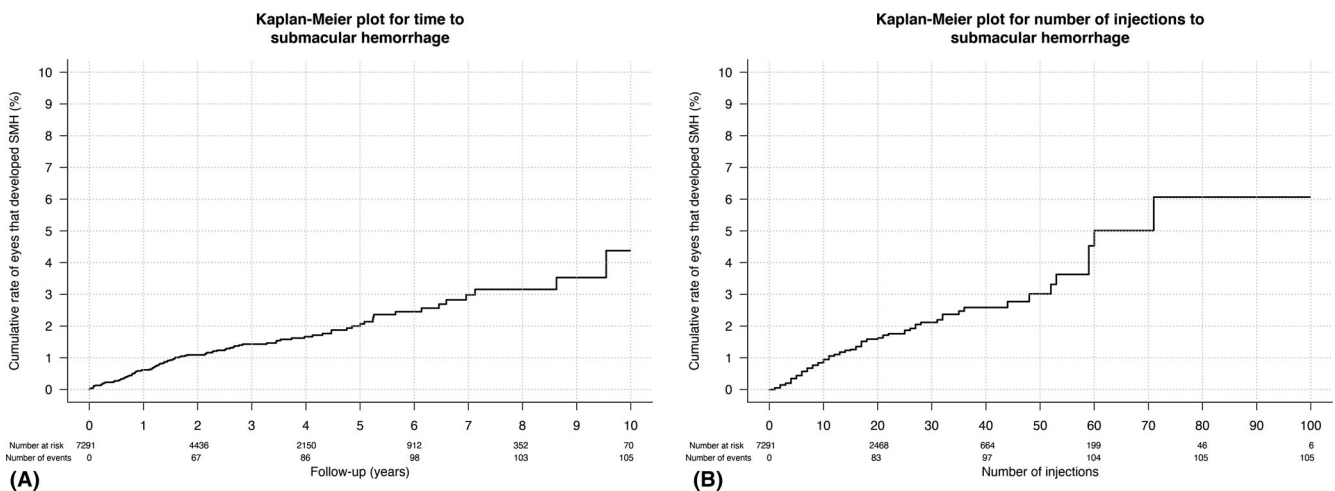 Kaplan-Meier plot for time to
submacular hemorrhage
Cumulative rate of eyes that developed SMH (%)
10
9
8
7
6
5
4
3
2
1
0
0 1 2 3 4 5 6 7 8 9 10
Number at risk 7291 4436 2150 912 352 70
Number of events 0 67 86 98 103 105
Follow-up (years)
(A)
Kaplan-Meier plot for number of injections to
submacular hemorrhage
Cumulative rate of eyes that developed SMH (%)
10
9
8
7
6
5
4
3
2
1
0
0 10 20 30 40 50 60 70 80 90 100
Number at risk 7291 2468 664 199 46 6
Number of events 0 83 97 104 105 105
Number of injections
(B)